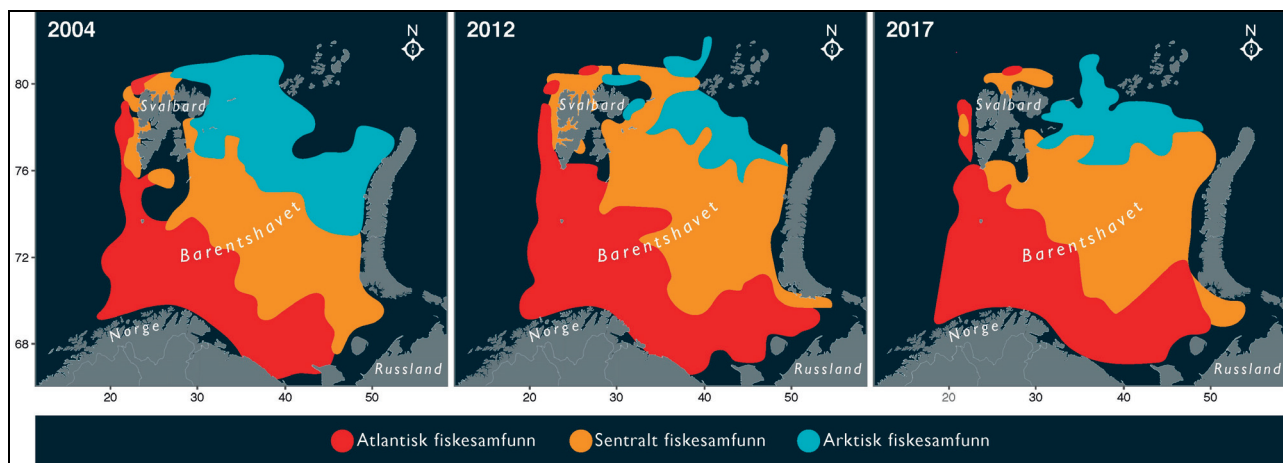 2004
N
80
76
72
68
Svalbard
Barentshavet
Norge
Russland
20 30 40 50
2012
N
Svalbard
Barentshavet
Norge
Russland
20 30 40 50
2017
N
Svalbard
Barentshavet
Norge
Russland
20 30 40 50
Atlantisk fiskesamfunn Sentralt fiskesamfunn Arktisk fiskesamfunn